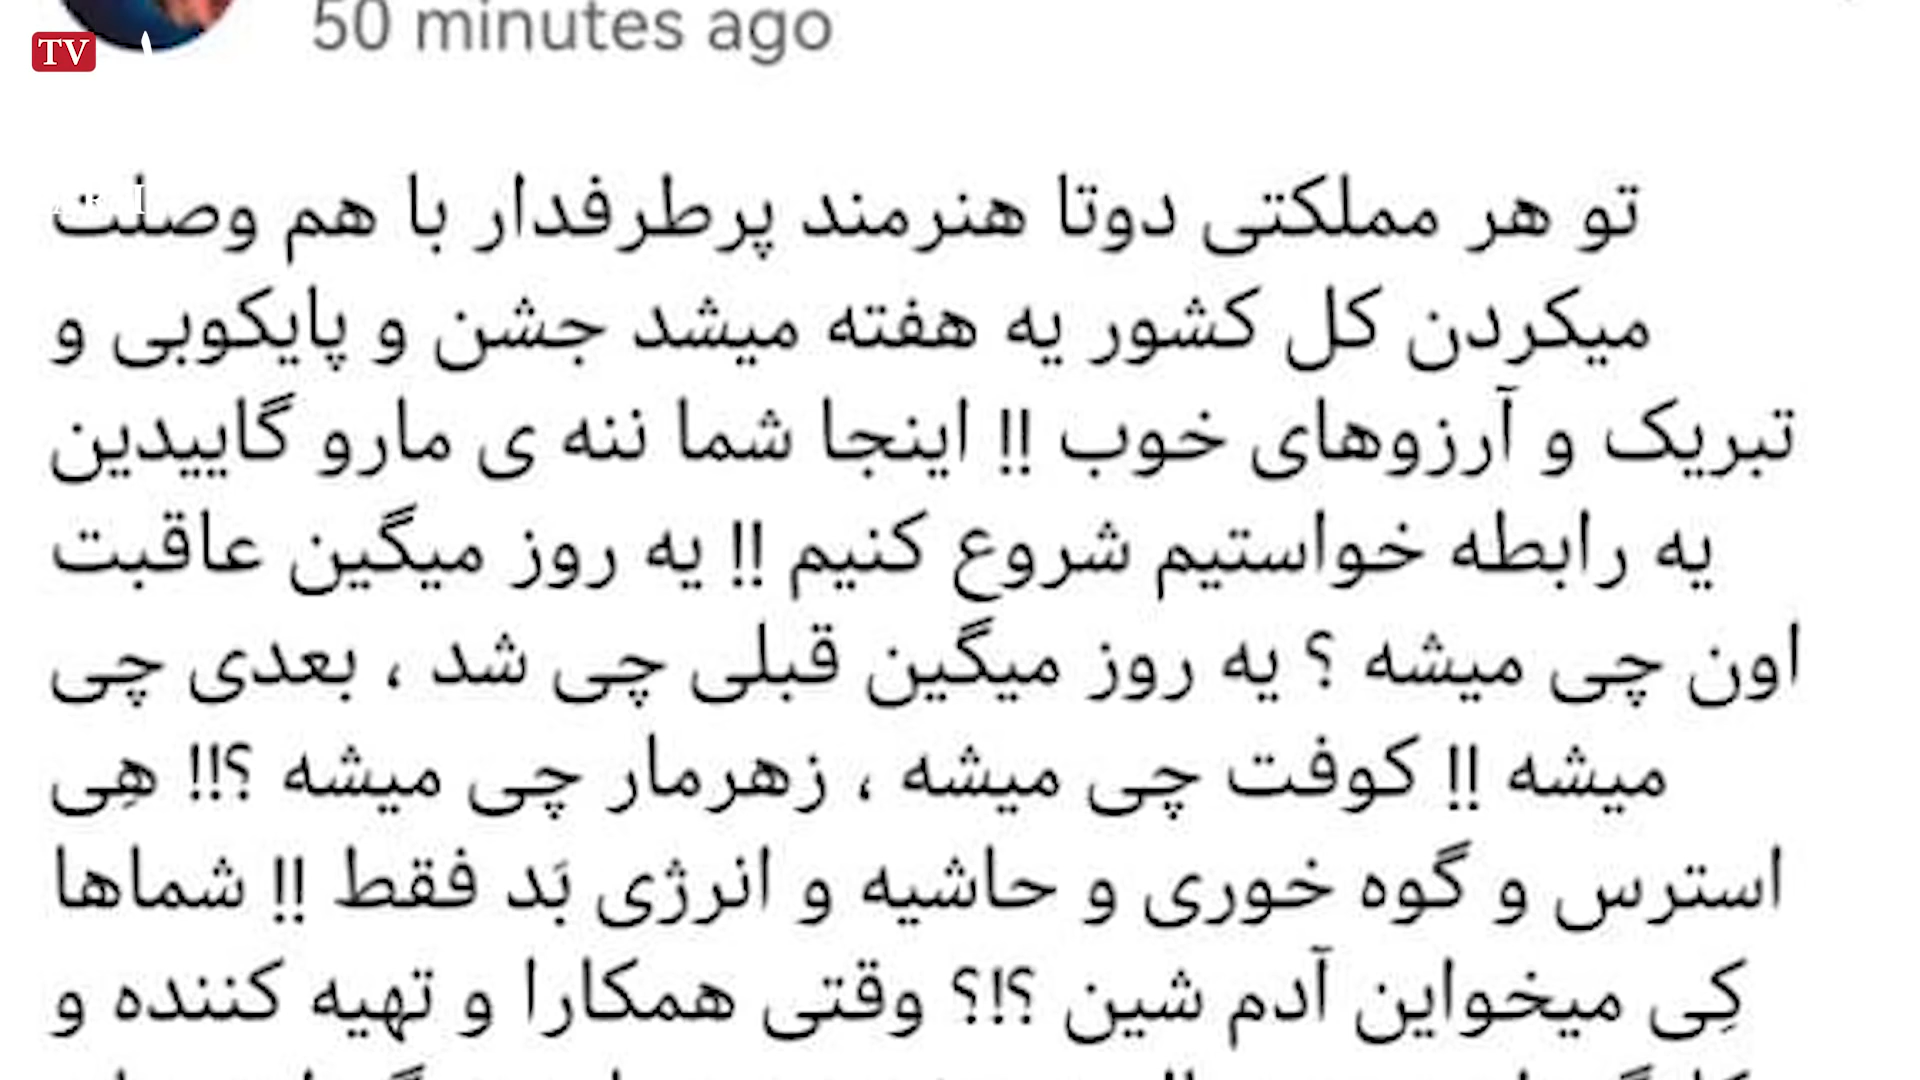 50 minutes ago
TV
تو هر مملکتی دوتا هنرمند پرطرفدار با هم وصلت
میکردن کل کشور یه هفته میشد جشن و پایکوبی و
تبریک و آرزوهای خوب !! اینجا شما ننه ی مارو گاییدین
یه رابطه خواستیم شروع کنیم !! یه روز میگین عاقبت
اون چی میشه ؟ یه روز میگین قبلی چی شد ، بعدی چی
میشه !! کوفت چی میشه ، زهرمار چی میشه ؟!! هِی
استرس و گوه خوری و حاشیه و انرژی بَد فقط !! شماها
کِی میخواین آدم شین ؟!؟ وقتی همکارا و تهیه کننده و